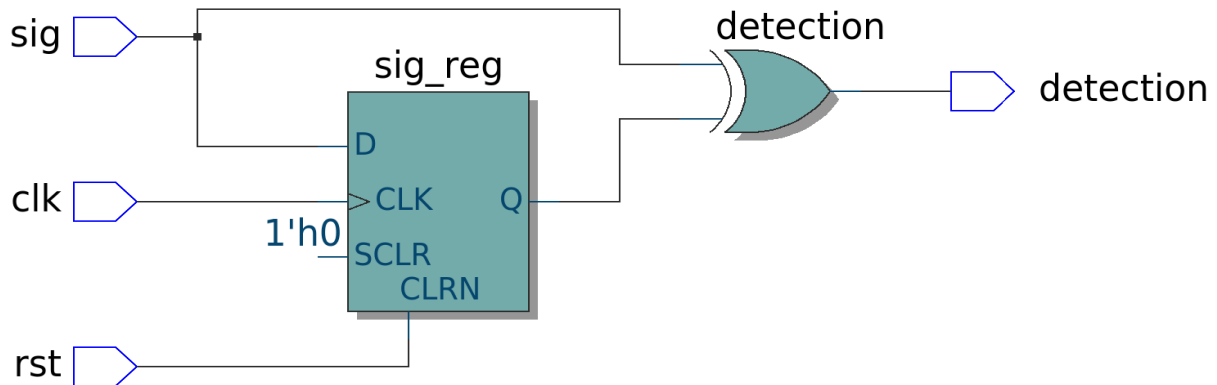 sig
detection
sig_reg
detection
D
clk
CLK
Q
1'h0
SCLR
CLRN
rst